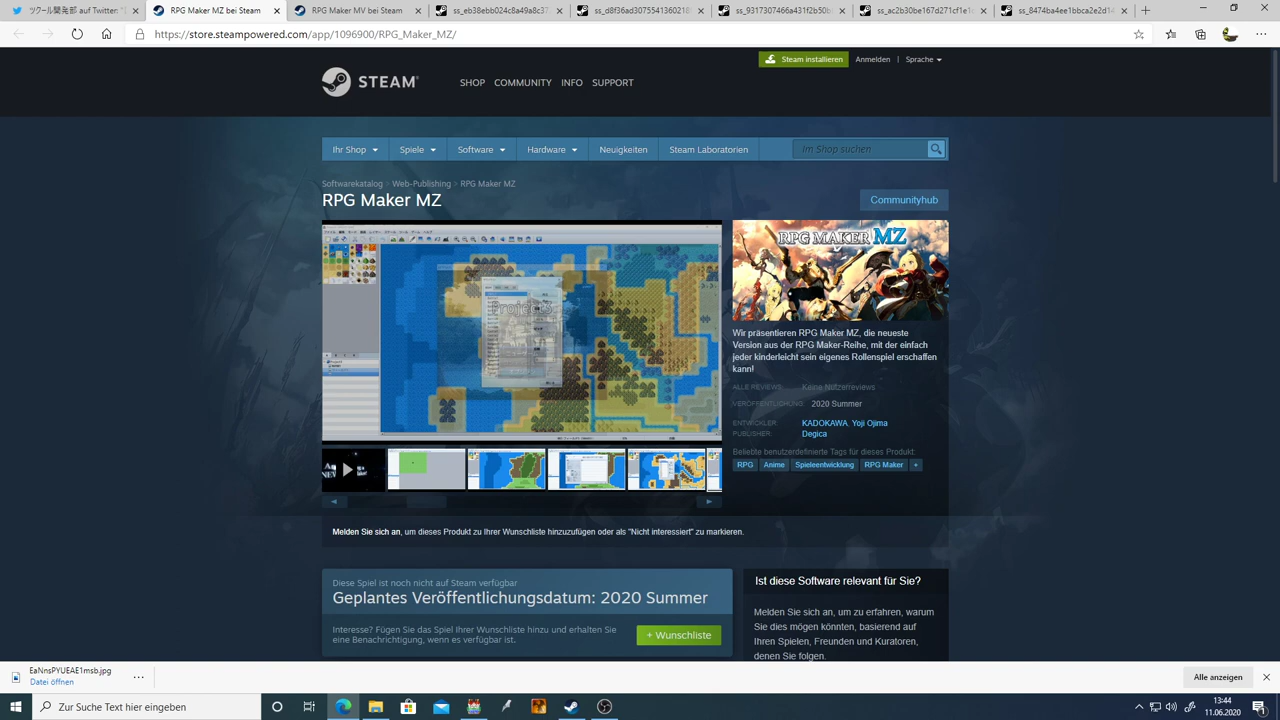 ツクール開発部 auf Twitter "
RPG Maker MZ bei Steam
RPG Maker MV bei Steam
ss_eb38ebb024c8a49a8c37
ss_d8f36ad3075541360218
ss_9317307466a431f2b50b
ss_ac2b30be167d271cf1e1
ss_8474ba4ee1bbca2e2d14
https://store.steampowered.com/app/1096900/RPG_Maker_MZ/
Steam installieren
Anmelden | Sprache
STEAM
SHOP COMMUNITY INFO SUPPORT
Ihr Shop Spiele Software Hardware Neuigkeiten Steam Laboratorien
Im Shop suchen
Softwarekatalog > Web-Publishing > RPG Maker MZ
RPG Maker MZ
Communityhub
Projects
RPG MAKER MZ
Wir präsentieren RPG Maker MZ, die neueste
Version aus der RPG Maker-Reihe, mit der einfach
jeder kinderleicht sein eigenes Rollenspiel erschaffen
kann!
ALLE REVIEWS: Keine Nutzerreviews
VERÖFFENTLICHUNG: 2020 Summer
ENTWICKLER: KADOKAWA, Yoji Ojima
PUBLISHER: Degica
Beliebte benutzerdefinierte Tags für dieses Produkt:
RPG Anime Spieleentwicklung RPG Maker +
Melden Sie sich an, um dieses Produkt zu Ihrer Wunschliste hinzuzufügen oder als "Nicht interessiert" zu markieren.
Diese Spiel ist noch nicht auf Steam verfügbar
Geplantes Veröffentlichungsdatum: 2020 Summer
Interesse? Fügen Sie das Spiel Ihrer Wunschliste hinzu und erhalten Sie
eine Benachrichtigung, wenn es verfügbar ist.
+ Wunschliste
Ist diese Software relevant für Sie?
Melden Sie sich an, um zu erfahren, warum
Sie dies mögen könnten, basierend auf
Ihren Spielen, Freunden und Kuratoren,
denen Sie folgen.
EaNnsPYUEAE1msb.jpg
Datei öffnen
Alle anzeigen
Zur Suche Text hier eingeben
13:44
11.06.2020